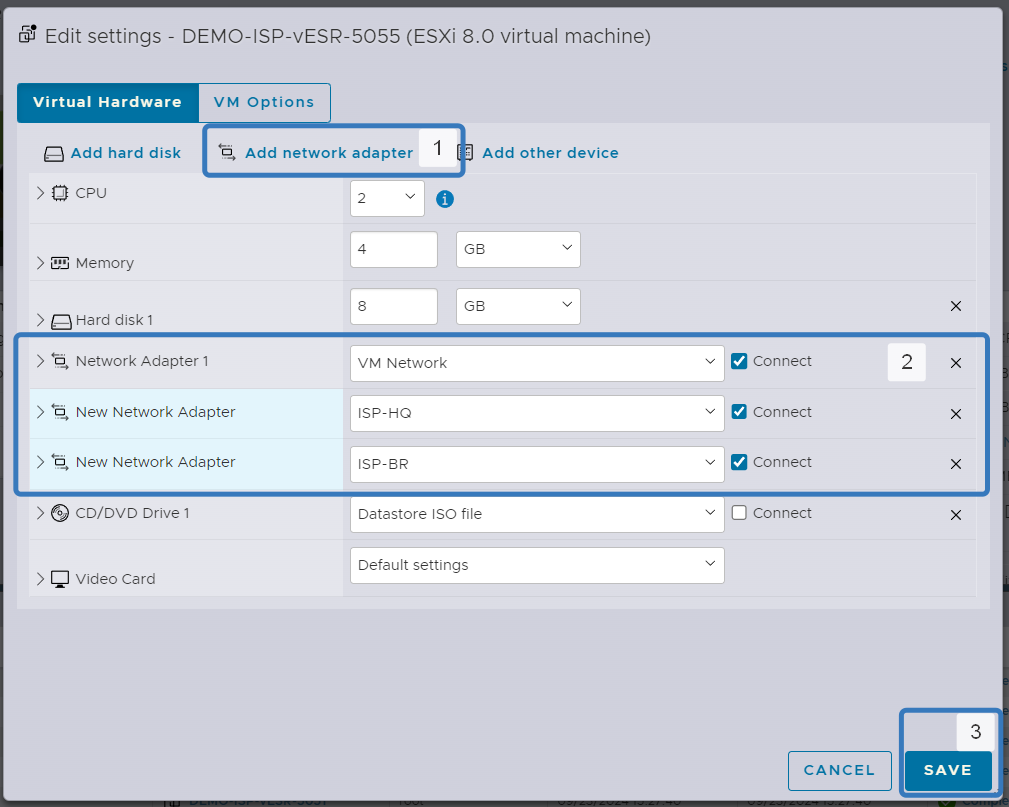 Edit settings - DEMO-ISP-vESR-5055 (ESXi 8.0 virtual machine)
Virtual Hardware VM Options
Add hard disk Add network adapter 1 Add other device
CPU 2
Memory 4 GB
Hard disk 1 8 GB
Network Adapter 1 VM Network Connect 2
New Network Adapter ISP-HQ Connect
New Network Adapter ISP-BR Connect
CD/DVD Drive 1 Datastore ISO file Connect
Video Card Default settings
3
CANCEL SAVE